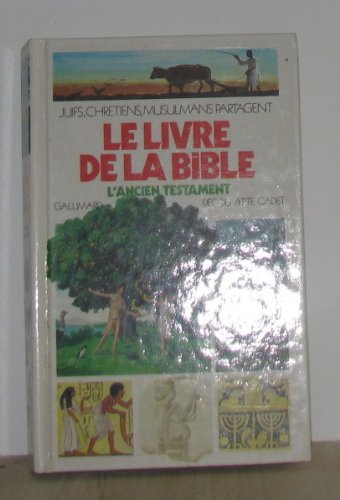 JUIFS, CHRETIENS, MUSULMANS PARTAGENT
LE LIVRE
DE LA BiBLE
L'ANCIEN TESTAMENT
GALLIMARD DECOUVERTE CADET